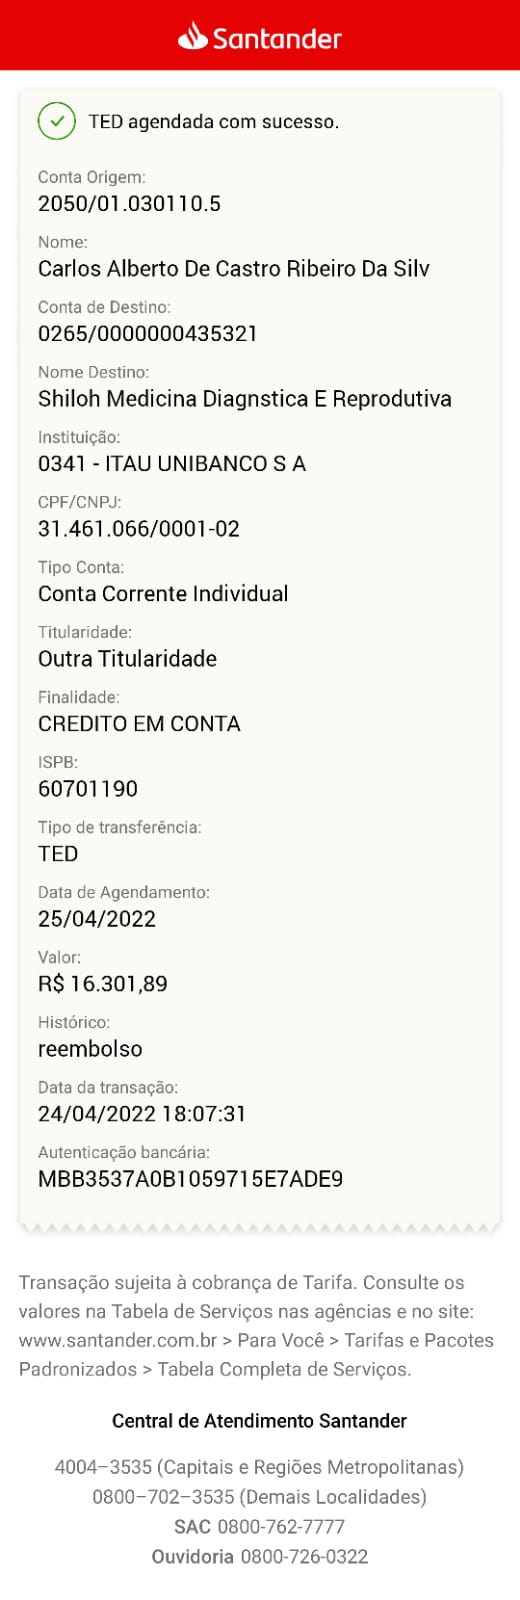 Santander
TED agendada com sucesso.
Conta Origem:
2050/01.030110.5
Nome:
Carlos Alberto De Castro Ribeiro Da Silv
Conta de Destino:
0265/0000000435321
Nome Destino:
Shiloh Medicina Diagnstica E Reprodutiva
Instituição:
0341 - ITAU UNIBANCO S A
CPF/CNPJ:
31.461.066/0001-02
Tipo Conta:
Conta Corrente Individual
Titularidade:
Outra Titularidade
Finalidade:
CREDITO EM CONTA
ISPB:
60701190
Tipo de transferência:
TED
Data de Agendamento:
25/04/2022
Valor:
R$ 16.301,89
Histórico:
reembolso
Data da transação:
24/04/2022 18:07:31
Autenticação bancária:
MBB3537A0B1059715E7ADE9
Transação sujeita à cobrança de Tarifa. Consulte os
valores na Tabela de Serviços nas agências e no site:
www.santander.com.br > Para Você > Tarifas e Pacotes
Padronizados > Tabela Completa de Serviços.
Central de Atendimento Santander
4004–3535 (Capitais e Regiões Metropolitanas)
0800–702–3535 (Demais Localidades)
SAC 0800-762-7777
Ouvidoria 0800-726-0322